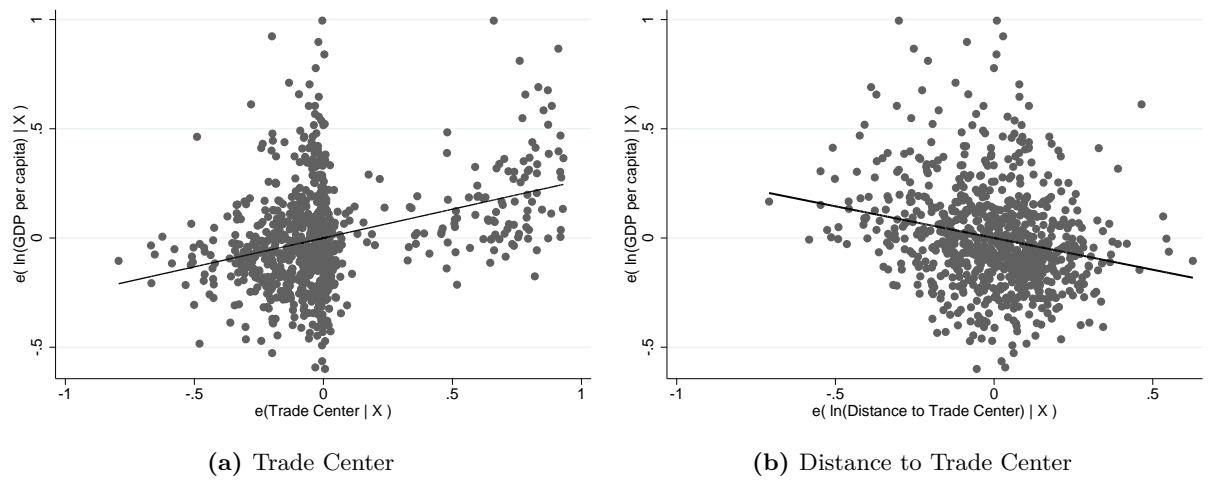 1
.5
0
-.5
e( ln(GDP per capita) | X )
-1
-.5
0
.5
1
e(Trade Center | X )
(a) Trade Center
1
.5
0
-.5
e( ln(GDP per capita) | X )
-1
-.5
0
.5
e( ln(Distance to Trade Center) | X )
(b) Distance to Trade Center